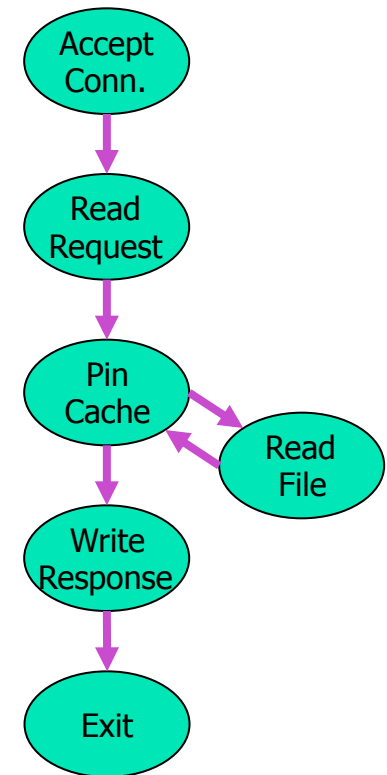 Accept
Conn.
Read
Request
Pin
Cache
Read
File
Write
Response
Exit